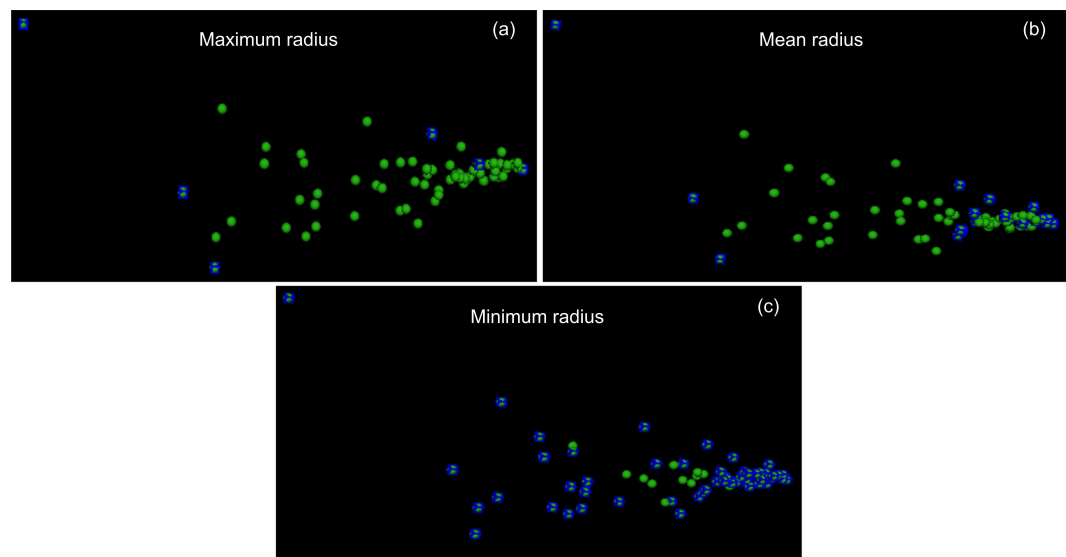 Maximum radius
(a)
Mean radius
(b)
Minimum radius
(c)